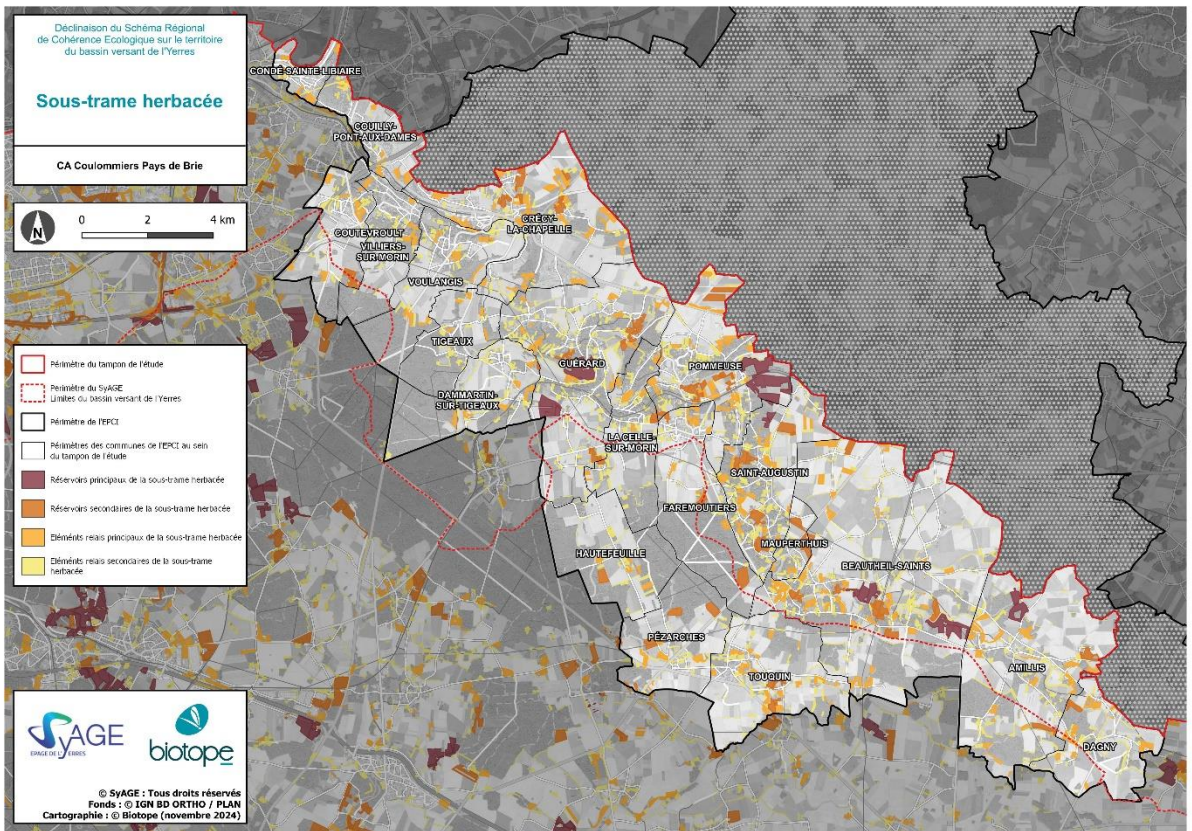 Déclinaison du Schéma Régional
de Cohérence Ecologique sur le territoire
du bassin versant de l'Yerres
Sous-trame herbacée
CA Coulommiers Pays de Brie
N
0 2 4 km
Périmètre du tampon de l'étude
Périmètre du SyAGE
Limites du bassin versant de l'Yerres
Périmètre de l'EPCI
Périmètres des communes de l'EPCI au sein
du tampon de l'étude
Réservoirs principaux de la sous-trame herbacée
Réservoirs secondaires de la sous-trame herbacée
Eléments relais principaux de la sous-trame herbacée
Eléments relais secondaires de la sous-trame
herbacée
CONDÉ-SAINTE-LIBIAIRE
COUILLY-
PONT-AUX-DAMES
CRÉCY-
LA-CHAPELLE
COUTEVROULT
VILLIERS-
SUR-MORIN
VOULANGIS
TIGEAUX
GUÉRARD
POMMEUSE
DAMMARTIN-
SUR-TIGEAUX
LA CELLE-
SUR-MORIN
SAINT-AUGUSTIN
FAREMOUTIERS
HAUTEFEUILLE
MAUPERTHUIS
BEAUTHEIL-SAINTS
PÉZARCHES
TOUQUIN
AMILLIS
DAGNY
SyAGE
EPAGE DE L'YERRES
biotope
© SyAGE : Tous droits réservés
Fonds : © IGN BD ORTHO / PLAN
Cartographie : © Biotope (novembre 2024)